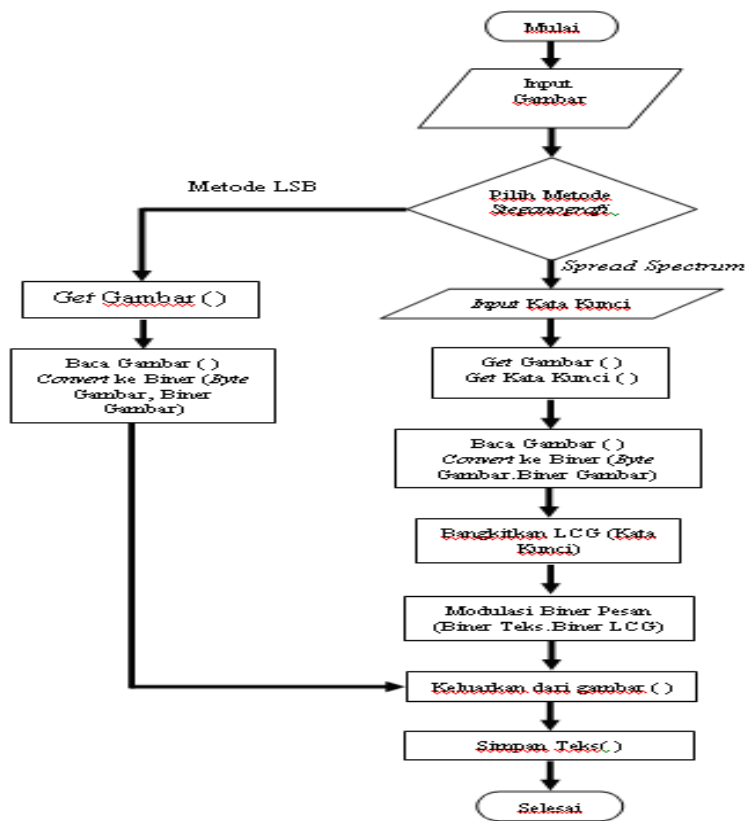 Mulai
Input
Gambar
Pilih Metode
Steganografi
Metode LSB
Spread Spectrum
Get Gambar ( )
Baca Gambar ( )
Convert ke Biner (Byte
Gambar, Biner
Gambar)
Input Kata Kunci
Get Gambar ( )
Get Kata Kunci ( )
Baca Gambar ( )
Convert ke Biner (Byte
Gambar.Biner Gambar)
Bangkitkan LCG (Kata
Kunci)
Modulasi Biner Pesan
(Biner Teks.Biner LCG)
Keluarkan dari gambar ( )
Simpan Teks( )
Selesai